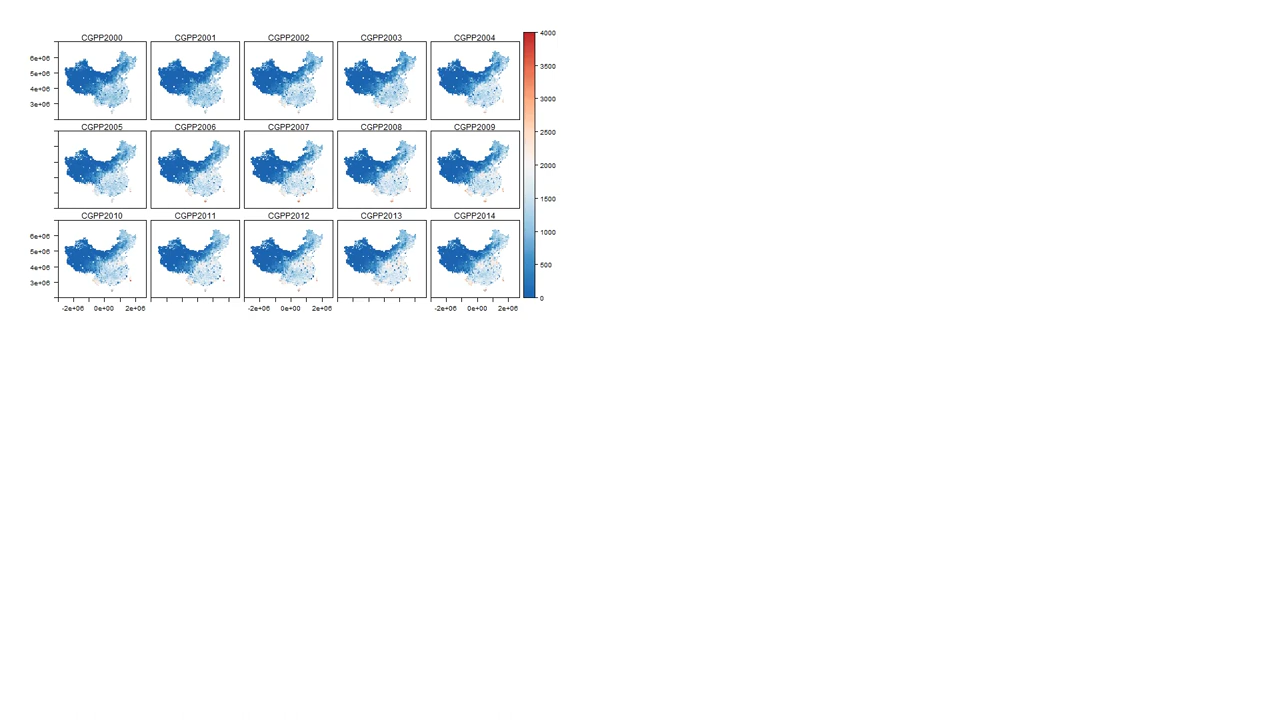 CGPP2000 CGPP2001 CGPP2002 CGPP2003 CGPP2004
4000
6e+06
3500
5e+06
4e+06
3000
3e+06
CGPP2005 CGPP2006 CGPP2007 CGPP2008 CGPP2009
2500
2000
1500
CGPP2010 CGPP2011 CGPP2012 CGPP2013 CGPP2014
6e+06
1000
5e+06
4e+06
500
3e+06
0
-2e+06 0e+00 2e+06 -2e+06 0e+00 2e+06 -2e+06 0e+00 2e+06